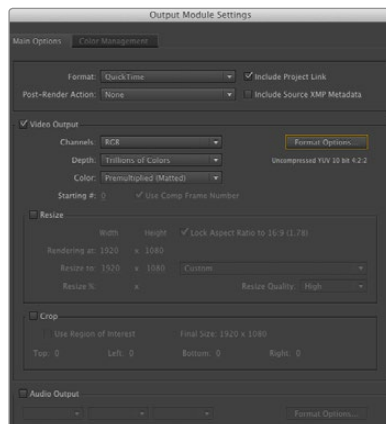 Output Module Settings
Main Options Color Management
Format: QuickTime Include Project Link
Post-Render Action: None Include Source XMP Metadata
Video Output
Channels: RGB Format Options...
Depth: Trillions of Colors Uncompressed YUV 10 bit 4:2:2
Color: Premultiplied (Matted)
Starting #: 0 Use Comp Frame Number
Resize
Width Height Lock Aspect Ratio to 16:9 (1.78)
Rendering at: 1920 x 1080
Resize to: 1920 x 1080 Custom
Resize %: x Resize Quality: High
Crop
Use Region of Interest Final Size: 1920 x 1080
Top: 0 Left: 0 Bottom: 0 Right: 0
Audio Output
Format Options...